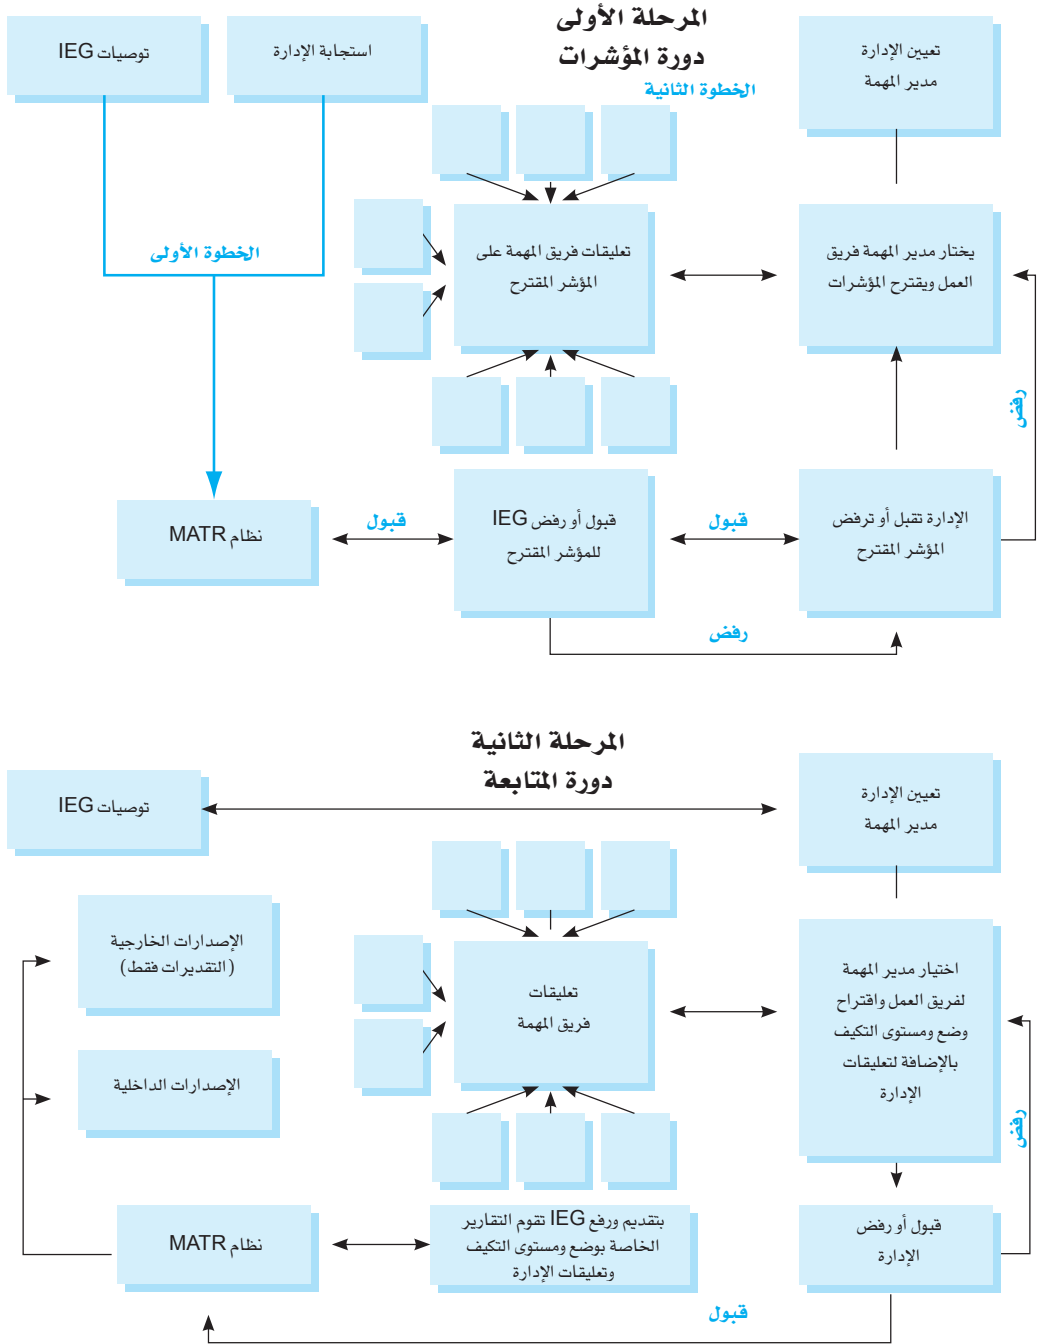 المرحلة الأولى
دورة المؤشرات
الخطوة الثانية
تعيين الإدارة
مدير المهمة
استجابة الإدارة
توصيات IEG
الخطوة الأولى
يختار مدير المهمة فريق
العمل ويقترح المؤشرات
تعليقات فريق المهمة على
المؤشر المقترح
رفض
الإدارة تقبل أو ترفض
المؤشر المقترح
قبول
قبول أو رفض IEG
للمؤشر المقترح
قبول
نظام MATR
رفض
المرحلة الثانية
دورة المتابعة
تعيين الإدارة
مدير المهمة
توصيات IEG
اختيار مدير المهمة
لفريق العمل واقتراح
وضع ومستوى التكيف
بالإضافة لتعليقات
الإدارة
تعليقات
فريق المهمة
الإصدارات الخارجية
(التقديرات فقط)
الإصدارات الداخلية
رفض
قبول أو رفض
الإدارة
بتقديم ورفع IEG تقوم التقارير
الخاصة بوضع ومستوى التكيف
وتعليقات الإدارة
نظام MATR
قبول